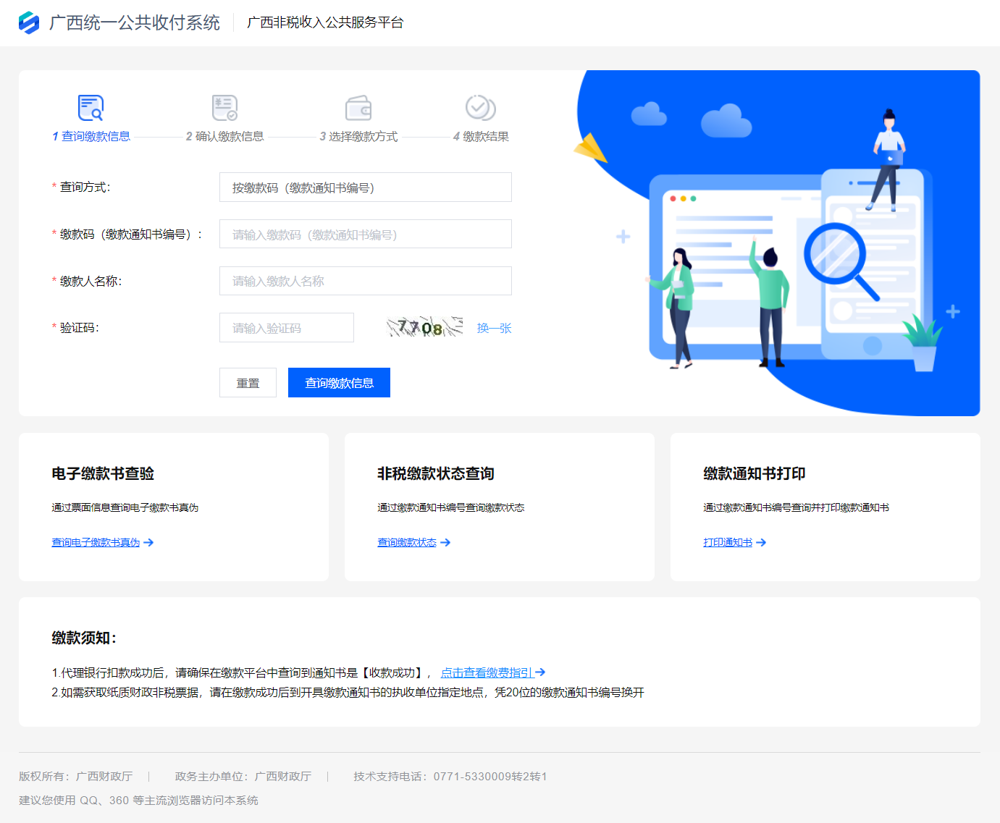 广西统一公共收付系统
广西非税收入公共服务平台
1 查询缴款信息
2 确认缴款信息
3 选择缴款方式
4 缴款结果
* 查询方式：
按缴款码（缴款通知书编号）
* 缴款码（缴款通知书编号）：
请输入缴款码（缴款通知书编号）
* 缴款人名称：
请输入缴款人名称
* 验证码：
请输入验证码
7708
换一张
重置
查询缴款信息
电子缴款书查验
通过票面信息查询电子缴款书真伪
查询电子缴款书真伪
非税缴款状态查询
通过缴款通知书编号查询缴款状态
查询缴款状态
缴款通知书打印
通过缴款通知书编号查询并打印缴款通知书
打印通知书
缴款须知：
1.代理银行扣款成功后，请确保在缴款平台中查询到通知书是【收款成功】， 点击查看缴费指引
2.如需获取纸质财政非税票据，请在缴款成功后到开具缴款通知书的执收单位指定地点，凭20位的缴款通知书编号换开
版权所有：广西财政厅 | 政务主办单位：广西财政厅 | 技术支持电话：0771-5330009转2转1
建议您使用 QQ、360 等主流浏览器访问本系统